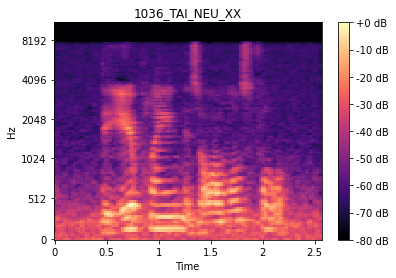 1036_TAI_NEU_XX
+0 dB
8192
-10 dB
4096
-20 dB
-30 dB
2048
Hz
-40 dB
1024
-50 dB
512
-60 dB
-70 dB
0
-80 dB
0 0.5 1 1.5 2 2.5
Time